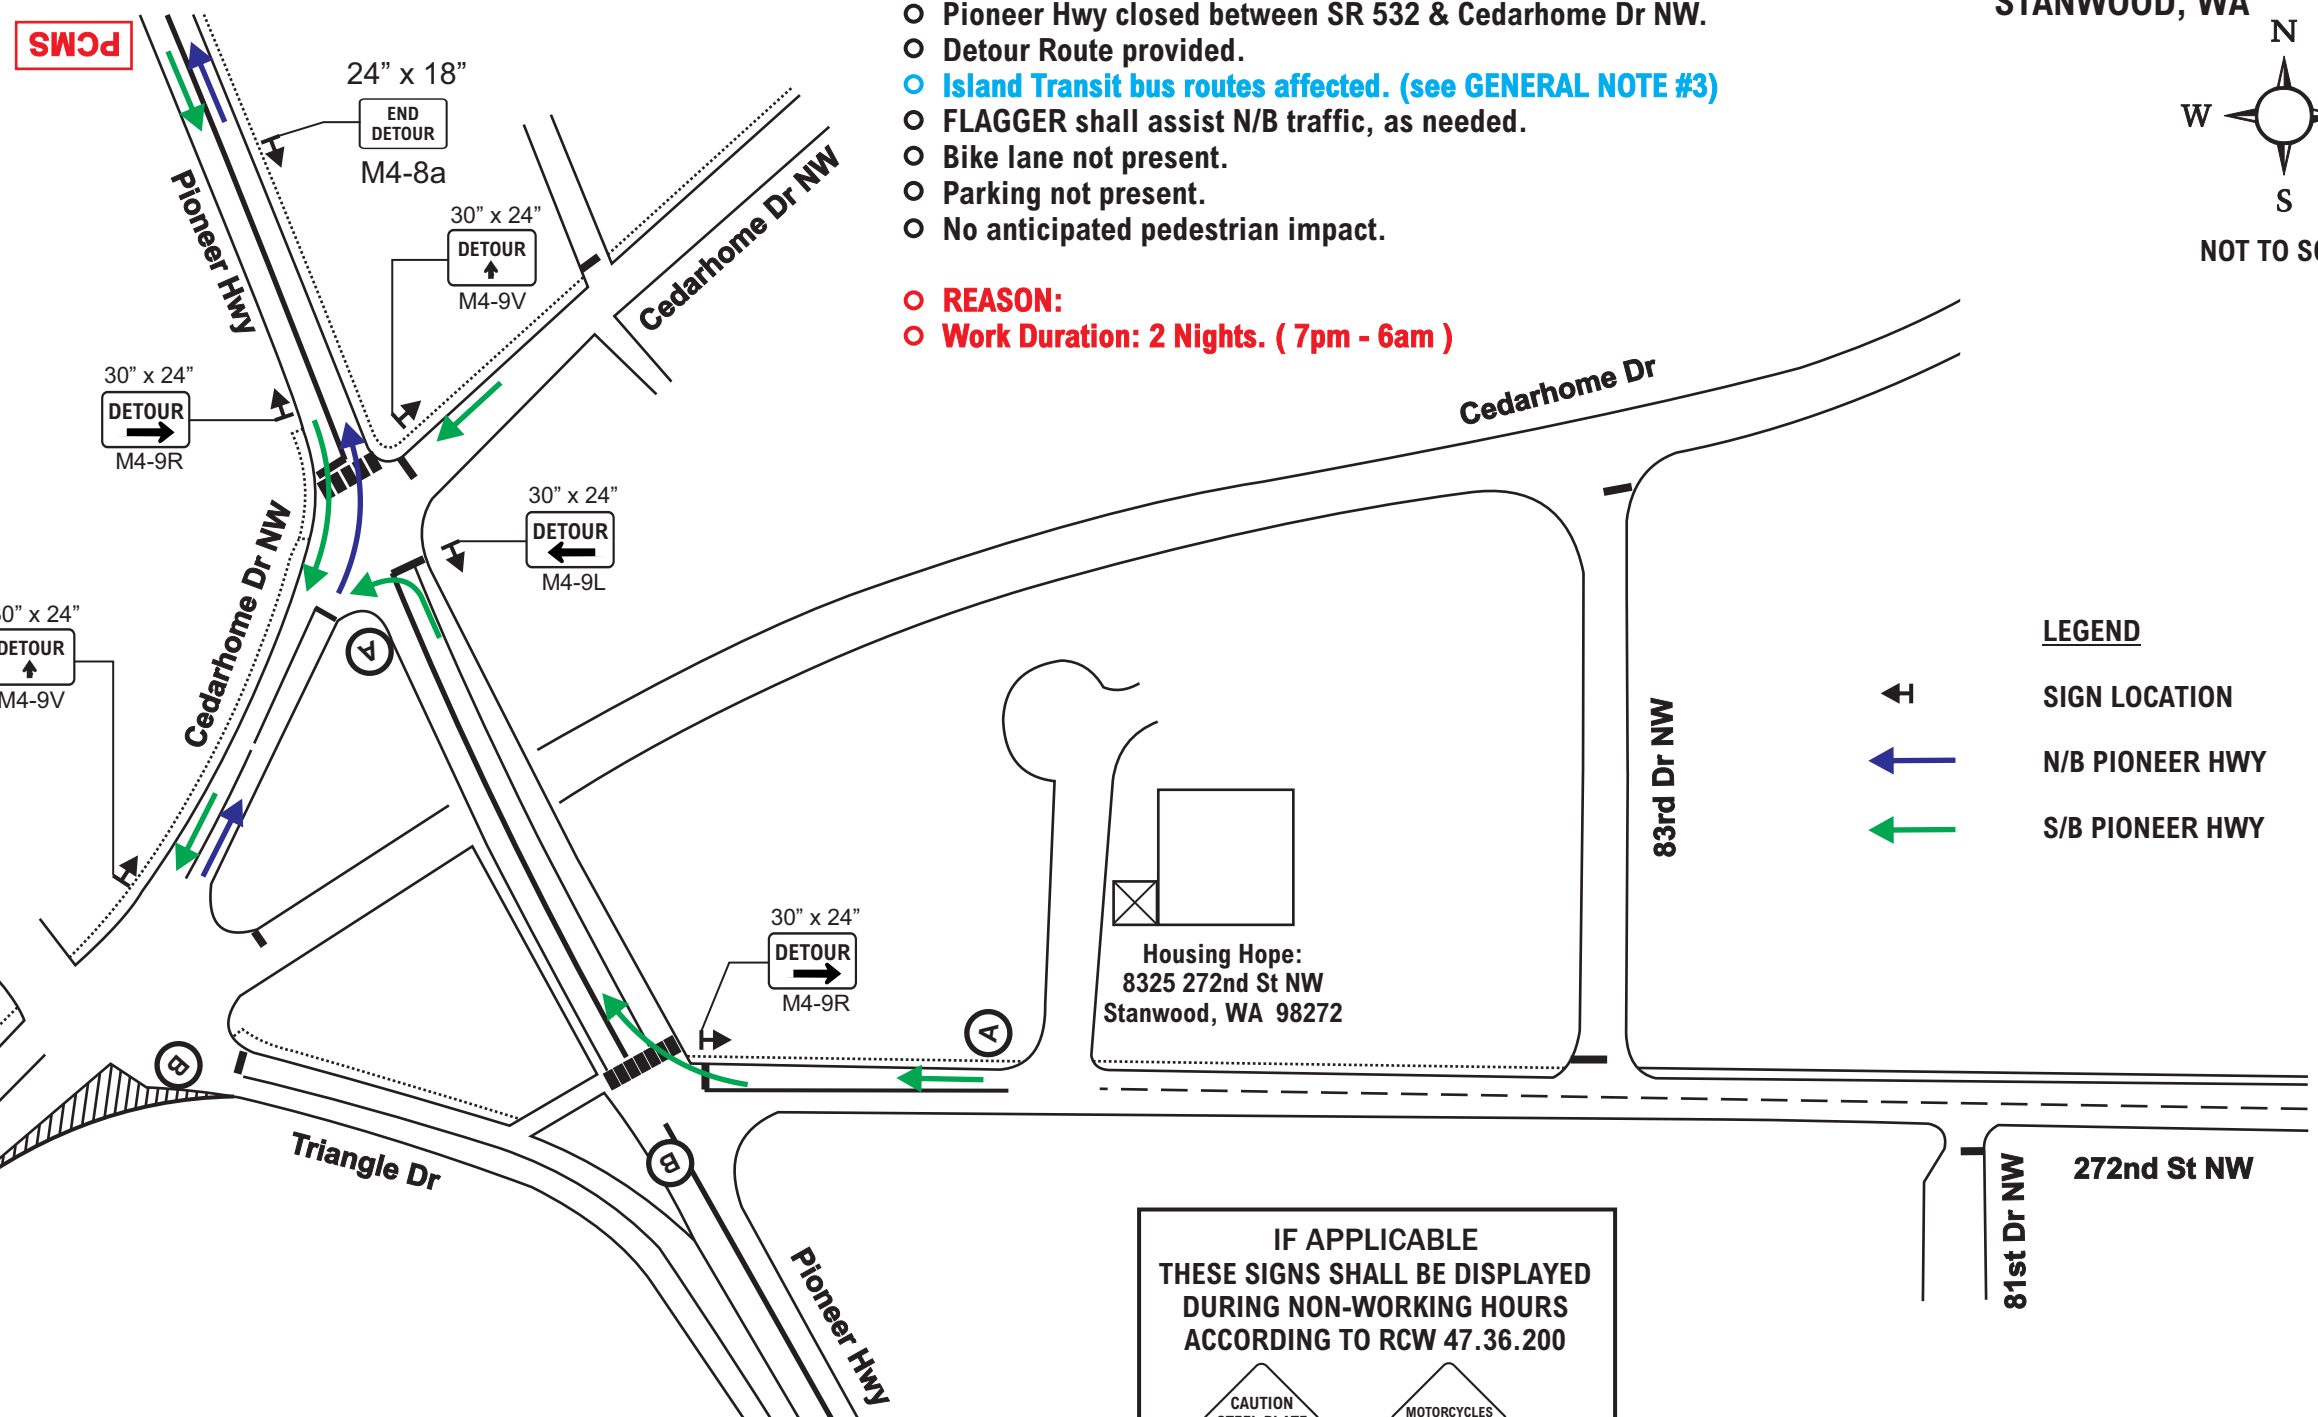 Pioneer Hwy closed between SR 532 & Cedarhome Dr NW.
Detour Route provided.
Island Transit bus routes affected. (see GENERAL NOTE #3)
FLAGGER shall assist N/B traffic, as needed.
Bike lane not present.
Parking not present.
No anticipated pedestrian impact.
REASON:
Work Duration: 2 Nights. ( 7pm - 6am )
STANWOOD, WA
N
W
S
NOT TO
PCMS
24” x 18”
END
DETOUR
M4-8a
Pioneer Hwy
30” x 24”
DETOUR
M4-9V
Cedarhome Dr NW
30” x 24”
DETOUR
M4-9R
30” x 24”
DETOUR
M4-9L
Cedarhome Dr NW
x 24”
DETOUR
M4-9V
A
Cedarhome Dr
83rd Dr NW
LEGEND
SIGN LOCATION
N/B PIONEER HWY
S/B PIONEER HWY
30” x 24”
DETOUR
M4-9R
Housing Hope:
8325 272nd St NW
Stanwood, WA 98272
A
B
B
Triangle Dr
Pioneer Hwy
272nd St NW
81st Dr NW
IF APPLICABLE
THESE SIGNS SHALL BE DISPLAYED
DURING NON-WORKING HOURS
ACCORDING TO RCW 47.36.200
CAUTION
STEEL PLATE
MOTORCYCLES